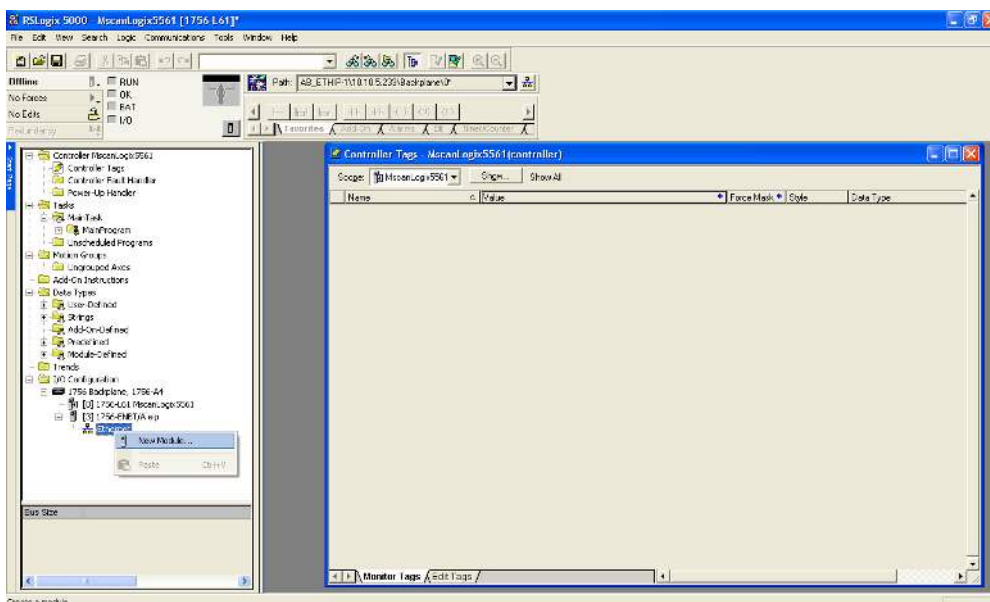 RSLogix 5000 - MscanLogix5561 [1756-L61]*
File Edit View Search Logic Communications Tools Window Help
Offline
RUN
No Forces
OK
No Edits
BAT
Redundancy
I/O
Path: AB_ETHIP-1\10.10.5.233\Backplane\0*
Favorites Add-On Alarms Bit Timer/Counter
Controller MscanLogix5561
Controller Tags
Controller Fault Handler
Power-Up Handler
Tasks
MainTask
MainProgram
Unscheduled Programs
Motion Groups
Ungrouped Axes
Add-On Instructions
Data Types
User-Defined
Strings
Add-On-Defined
Predefined
Module-Defined
Trends
I/O Configuration
1756 Backplane, 1756-A4
[0] 1756-L61 MscanLogix5561
[3] 1756-ENBT/A eip
Ethernet
New Module...
Paste Ctrl+V
Bus Size
Controller Tags - MscanLogix5561(controller)
Scope: MscanLogix5561 Show... Show All
Name Value Force Mask Style Data Type
Monitor Tags Edit Tags
Create a module